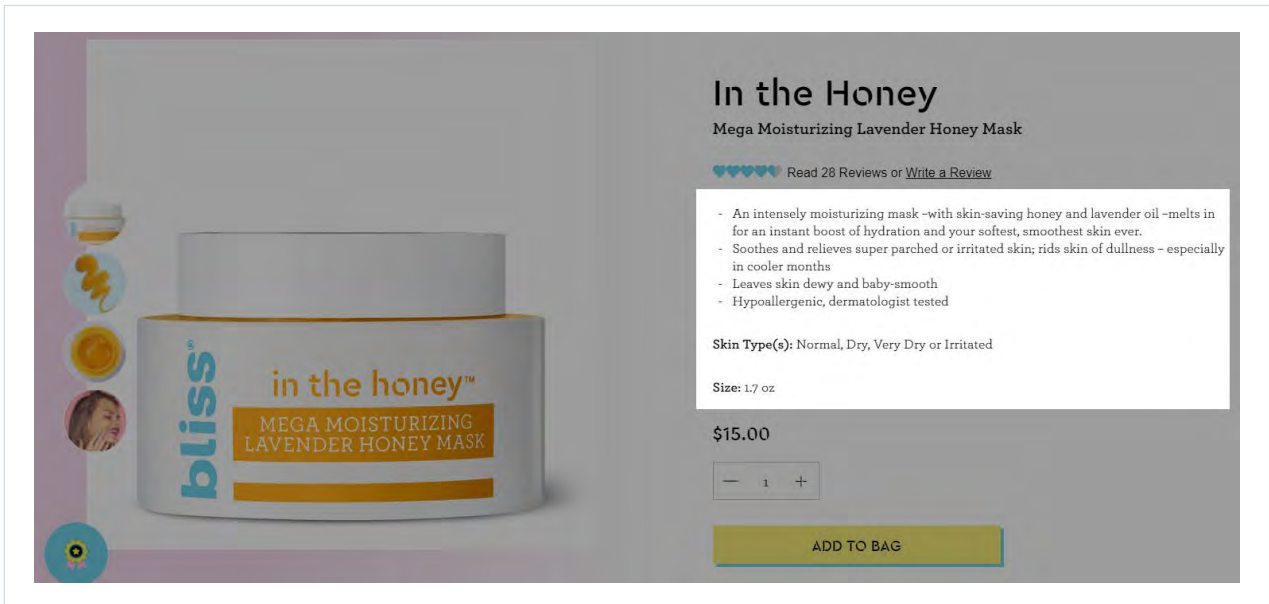 bliss®
in the honey™
MEGA MOISTURIZING
LAVENDER HONEY MASK
In the Honey
Mega Moisturizing Lavender Honey Mask
Read 28 Reviews or Write a Review
- An intensely moisturizing mask –with skin-saving honey and lavender oil –melts in
for an instant boost of hydration and your softest, smoothest skin ever.
- Soothes and relieves super parched or irritated skin; rids skin of dullness – especially
in cooler months
- Leaves skin dewy and baby-smooth
- Hypoallergenic, dermatologist tested
Skin Type(s): Normal, Dry, Very Dry or Irritated
Size: 1.7 oz
$15.00
— 1 +
ADD TO BAG